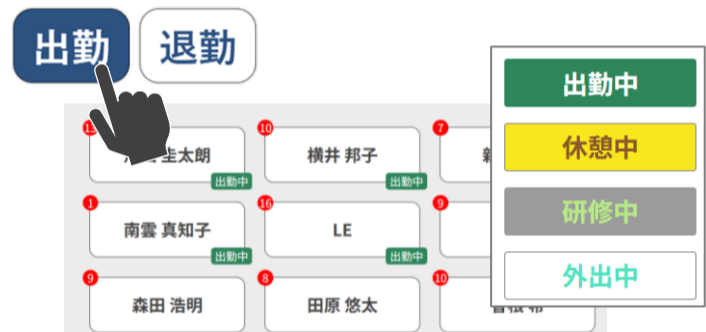 出勤 退勤
13
10
7
圭太朗
横井 邦子
出勤中
出勤中
1
16
9
南雲 真知子
LE
出勤中
出勤中
9
8
10
森田 浩明
田原 悠太
出勤中
休憩中
研修中
外出中